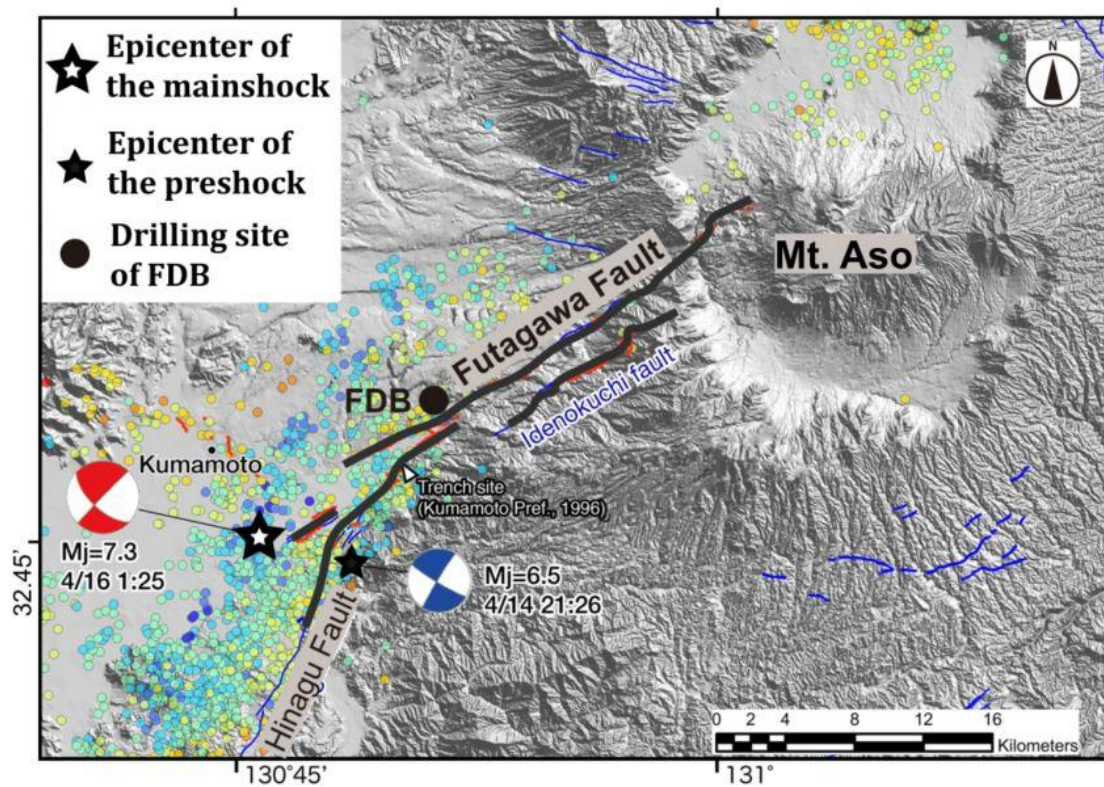 Epicenter of
the mainshock
Epicenter of
the preshock
Drilling site
of FDB
N
Mt. Aso
Futagawa Fault
Idenokuchi fault
FDB
Kumamoto
Trench site
(Kumamoto Pref., 1996)
Mj=7.3
4/16 1:25
Mj=6.5
4/14 21:26
Hinagu Fault
32.45'
0 2 4 8 12 16
Kilometers
130°45'
131°